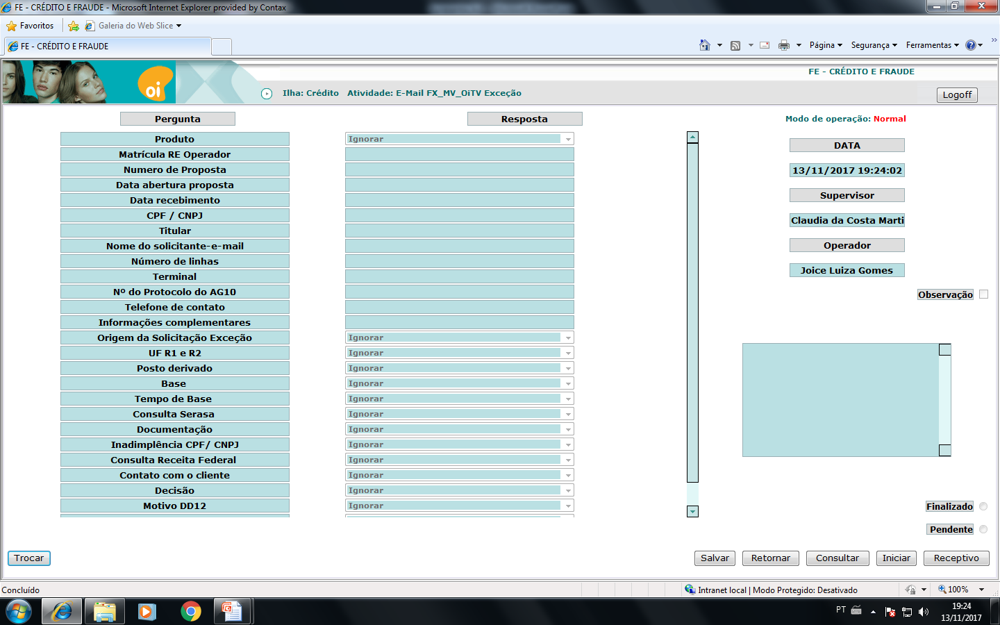 FE - CRÉDITO E FRAUDE - Microsoft Internet Explorer provided by Contax
Favoritos
Galeria do Web Slice
FE - CRÉDITO E FRAUDE
Página
Segurança
Ferramentas
»
oi
FE - CRÉDITO E FRAUDE
Ilha: Crédito Atividade: E-Mail FX_MV_OiTV Exceção
Logoff
Pergunta
Resposta
Modo de operação: Normal
Produto
Ignorar
Matrícula RE Operador
Numero de Proposta
Data abertura proposta
Data recebimento
CPF / CNPJ
Titular
Nome do solicitante-e-mail
Número de linhas
Terminal
Nº do Protocolo do AG10
Telefone de contato
Informações complementares
Origem da Solicitação Exceção
Ignorar
UF R1 e R2
Ignorar
Posto derivado
Ignorar
Base
Ignorar
Tempo de Base
Ignorar
Consulta Serasa
Ignorar
Documentação
Ignorar
Inadimplência CPF/ CNPJ
Ignorar
Consulta Receita Federal
Ignorar
Contato com o cliente
Ignorar
Decisão
Ignorar
Motivo DD12
Ignorar
DATA
13/11/2017 19:24:02
Supervisor
Claudia da Costa Marti
Operador
Joice Luiza Gomes
Observação
Finalizado
Pendente
Trocar
Salvar
Retornar
Consultar
Iniciar
Receptivo
Concluído
Intranet local | Modo Protegido: Desativado
100%
PT
19:24
13/11/2017